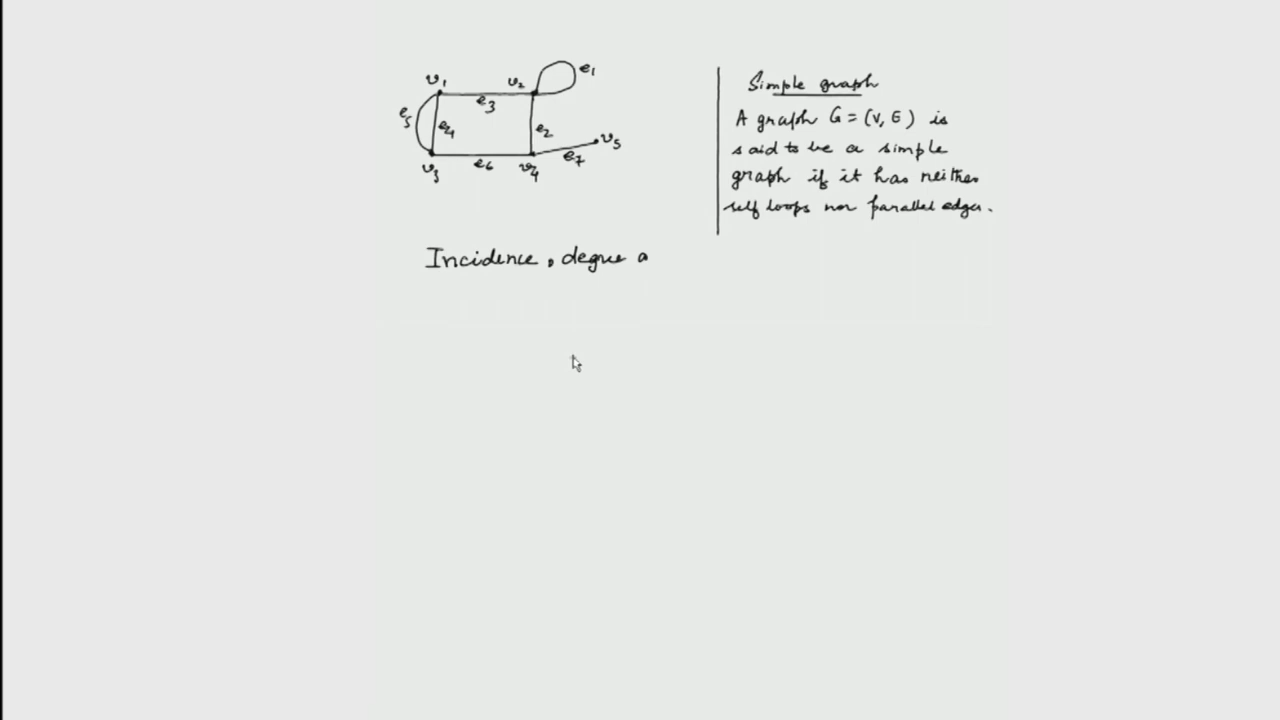 v1 v2 e1
e3
e5 e4 e2 v5
v3 e6 v4 e7
Simple graph
A graph G = (V, E) is
said to be a simple
graph if it has neither
self loops nor parallel edges.
Incidence, degree a